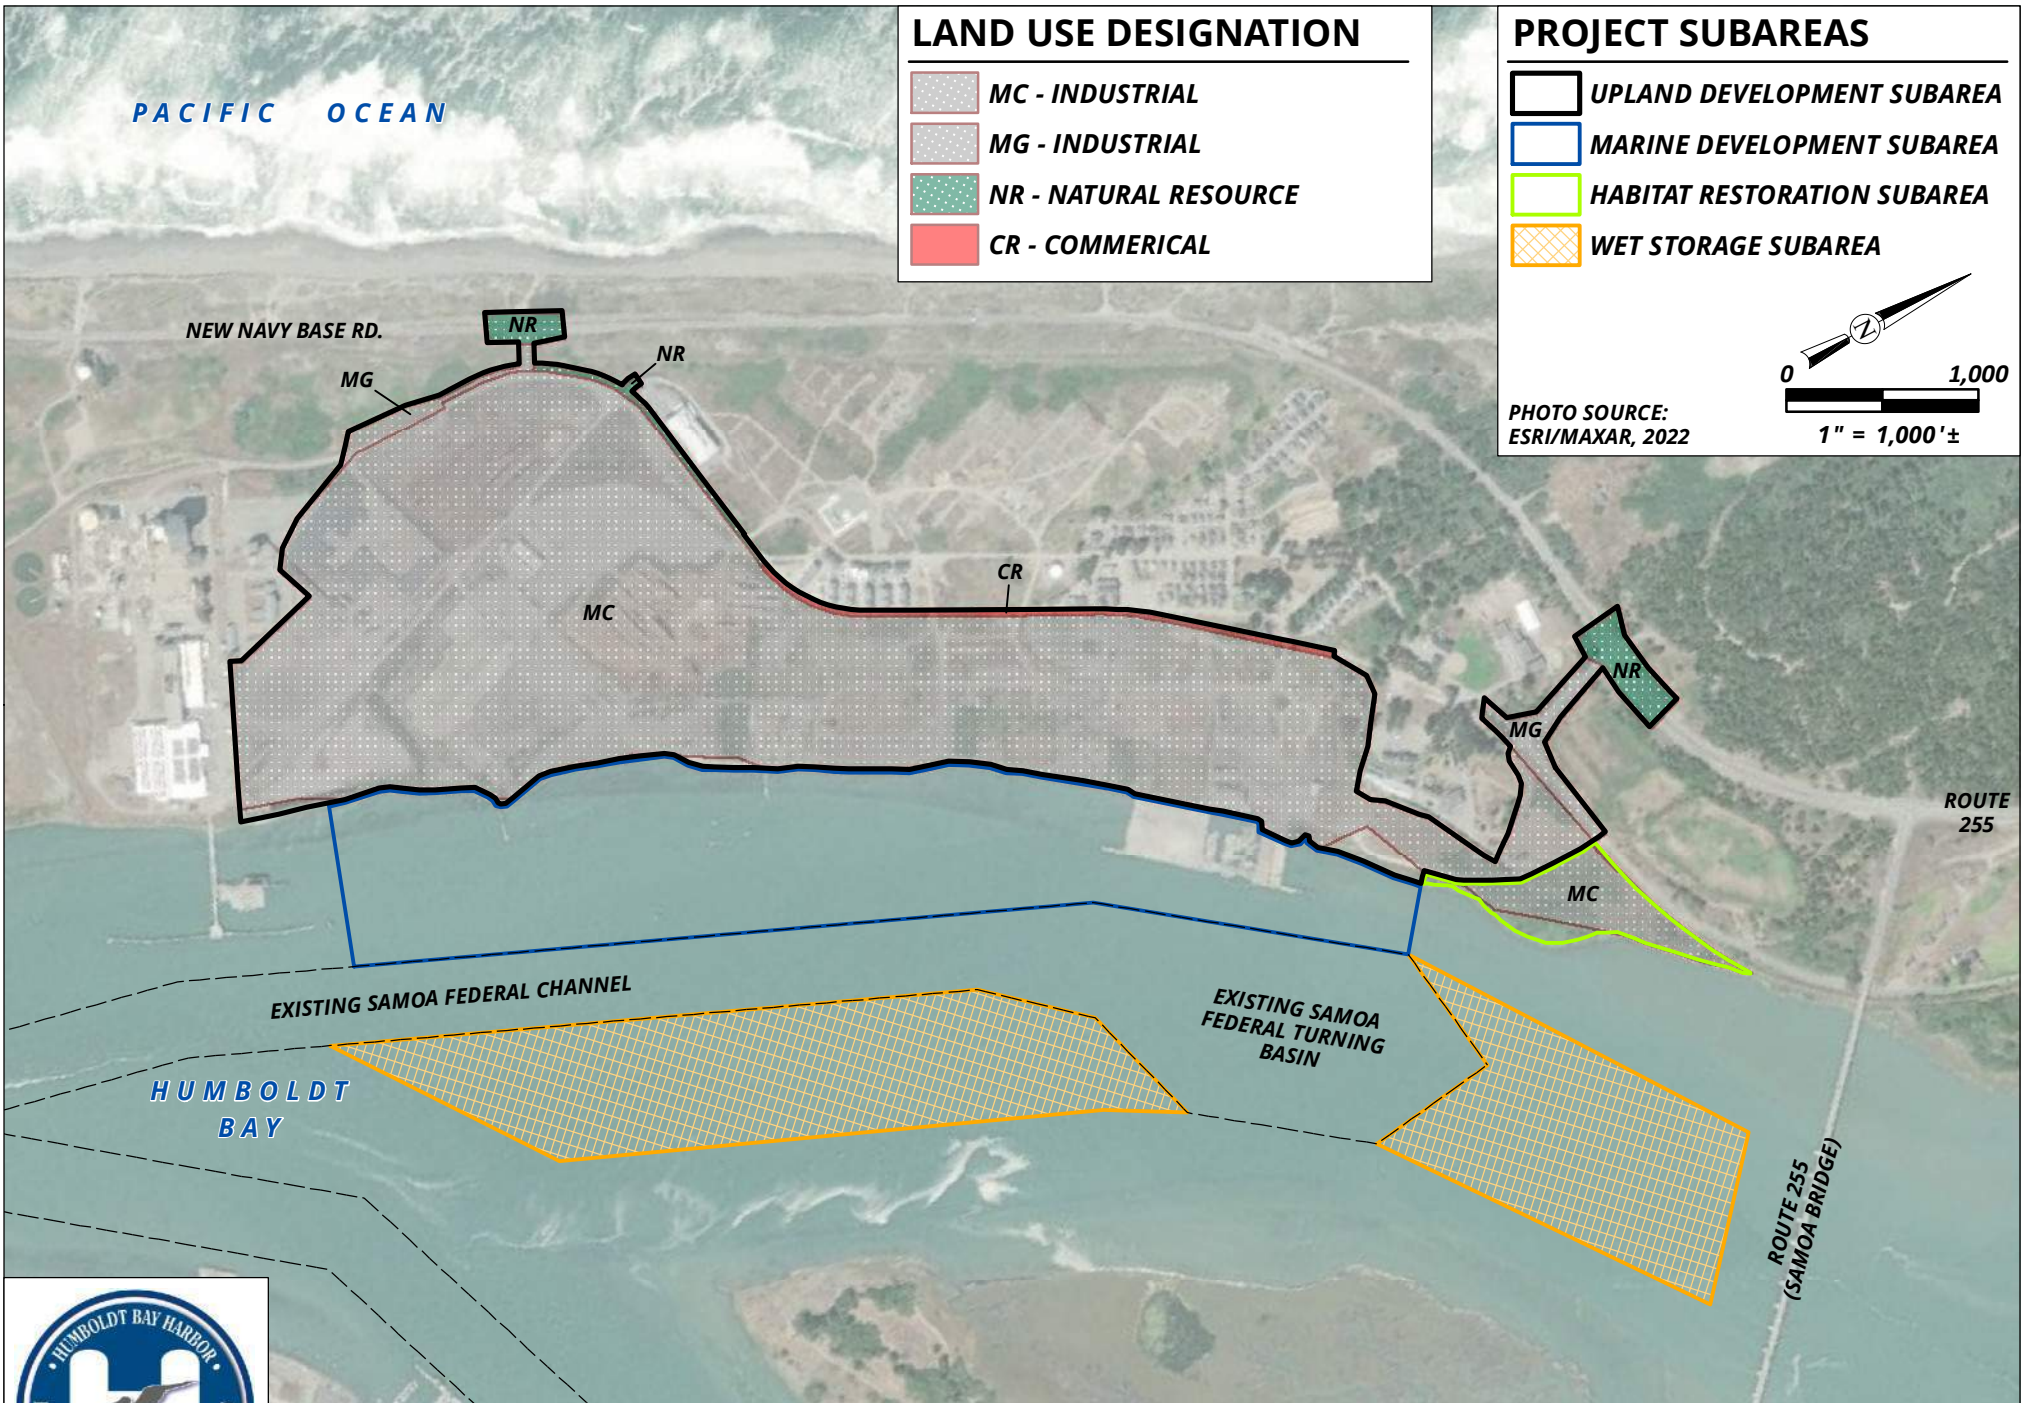 LAND USE DESIGNATION
MC - INDUSTRIAL
MG - INDUSTRIAL
NR - NATURAL RESOURCE
CR - COMMERICAL
PROJECT SUBAREAS
UPLAND DEVELOPMENT SUBAREA
MARINE DEVELOPMENT SUBAREA
HABITAT RESTORATION SUBAREA
WET STORAGE SUBAREA
N
0 1,000
1" = 1,000'±
PHOTO SOURCE:
ESRI/MAXAR, 2022
PACIFIC OCEAN
NEW NAVY BASE RD.
NR
NR
MG
CR
MC
NR
MG
ROUTE
255
MC
EXISTING SAMOA FEDERAL CHANNEL
EXISTING SAMOA
FEDERAL TURNING
BASIN
HUMBOLDT
BAY
ROUTE 255
(SAMOA BRIDGE)
• HUMBOLDT BAY HARBOR •